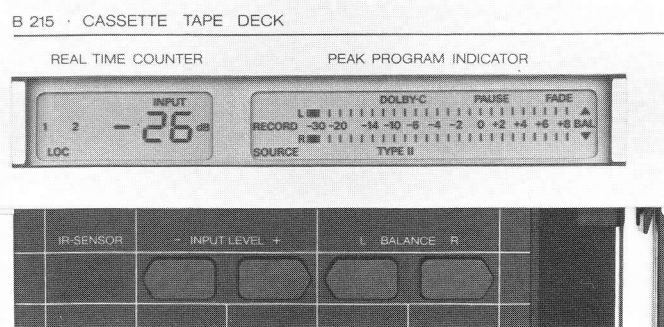 B 215 · CASSETTE TAPE DECK
REAL TIME COUNTER
PEAK PROGRAM INDICATOR
INPUT
1 2 -26 dB
LOC
DOLBY-C PAUSE FADE
L ▲
RECORD -30 -20 -14 -10 -6 -4 -2 0 +2 +4 +6 +8 BAL
R ▼
SOURCE TYPE II
IR-SENSOR
- INPUT LEVEL +
L BALANCE R